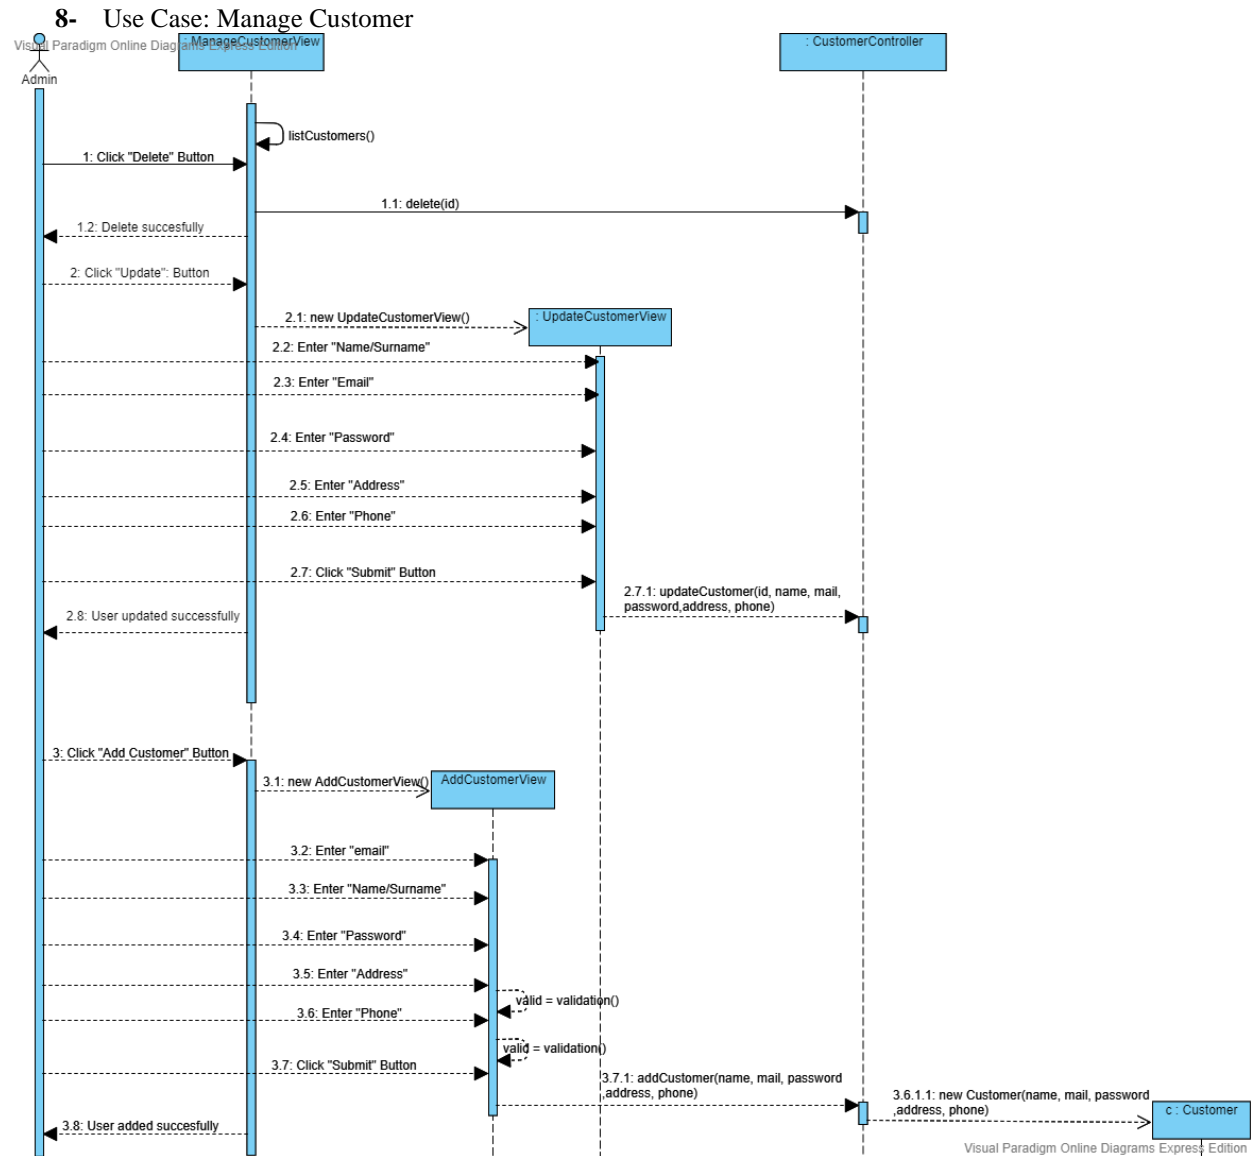 8- Use Case: Manage Customer
Visual Paradigm Online Diagrams Express Edition
: ManageCustomerView
: CustomerController
Admin
listCustomers()
1: Click "Delete" Button
1.1: delete(id)
1.2: Delete succesfully
2: Click "Update": Button
2.1: new UpdateCustomerView()
: UpdateCustomerView
2.2: Enter "Name/Surname"
2.3: Enter "Email"
2.4: Enter "Password"
2.5: Enter "Address"
2.6: Enter "Phone"
2.7: Click "Submit" Button
2.7.1: updateCustomer(id, name, mail,
password,address, phone)
2.8: User updated successfully
3: Click "Add Customer" Button
3.1: new AddCustomerView()
AddCustomerView
3.2: Enter "email"
3.3: Enter "Name/Surname"
3.4: Enter "Password"
3.5: Enter "Address"
valid = validation()
3.6: Enter "Phone"
valid = validation()
3.7: Click "Submit" Button
3.7.1: addCustomer(name, mail, password
,address, phone)
3.6.1.1: new Customer(name, mail, password
,address, phone)
c : Customer
3.8: User added succesfully
Visual Paradigm Online Diagrams Express Edition